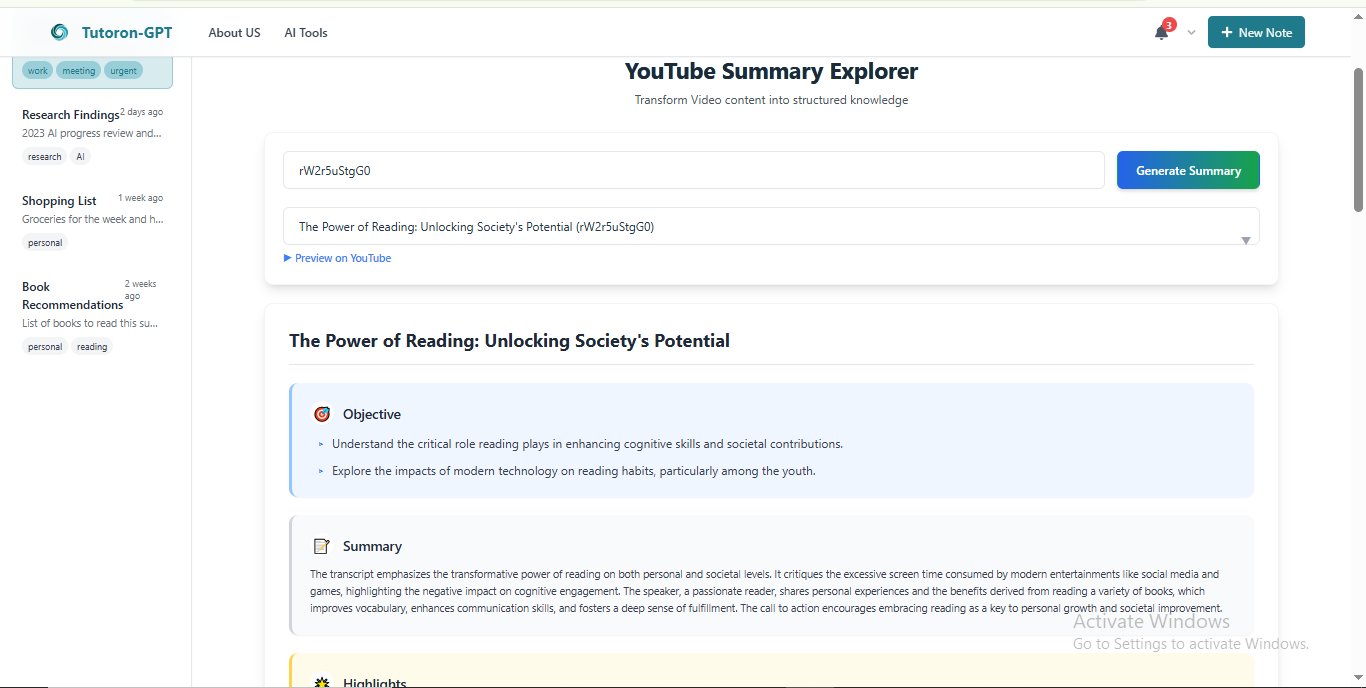 Tutoron-GPT
About US
AI Tools
3
+ New Note
work
meeting
urgent
Research Findings
2 days ago
2023 AI progress review and...
research
AI
Shopping List
1 week ago
Groceries for the week and h...
personal
Book
Recommendations
2 weeks
ago
List of books to read this su...
personal
reading
YouTube Summary Explorer
Transform Video content into structured knowledge
rW2r5uStgG0
Generate Summary
The Power of Reading: Unlocking Society's Potential (rW2r5uStgG0)
Preview on YouTube
The Power of Reading: Unlocking Society's Potential
Objective
Understand the critical role reading plays in enhancing cognitive skills and societal contributions.
Explore the impacts of modern technology on reading habits, particularly among the youth.
Summary
The transcript emphasizes the transformative power of reading on both personal and societal levels. It critiques the excessive screen time consumed by modern entertainments like social media and
games, highlighting the negative impact on cognitive engagement. The speaker, a passionate reader, shares personal experiences and the benefits derived from reading a variety of books, which
improves vocabulary, enhances communication skills, and fosters a deep sense of fulfillment. The call to action encourages embracing reading as a key to personal growth and societal improvement.
Activate Windows
Go to Settings to activate Windows.
Highlights